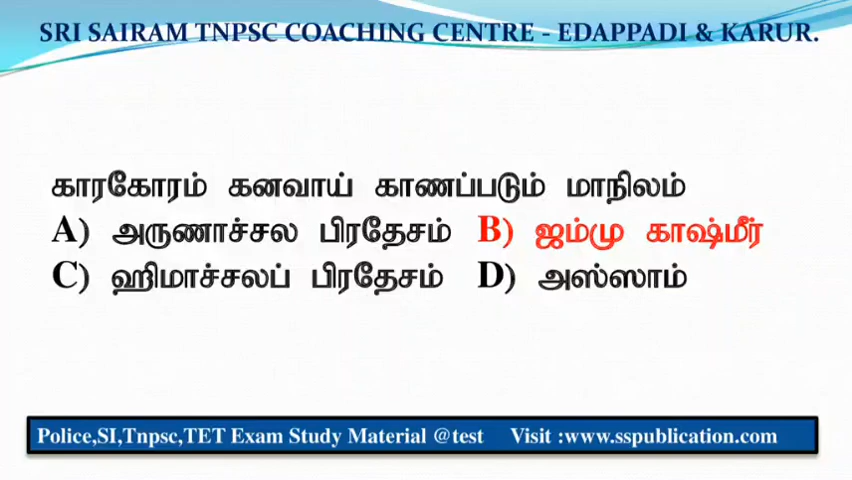 SRI SAIRAM TNPSC COACHING CENTRE - EDAPPADI & KARUR.
காரகோரம் கனவாய் காணப்படும் மாநிலம்
A) அருணாச்சல பிரதேசம் B) ஜம்மு காஷ்மீர்
C) ஹிமாச்சலப் பிரதேசம் D) அஸ்ஸாம்
Police,SI,Tnpsc,TET Exam Study Material @test Visit :www.sspublication.com